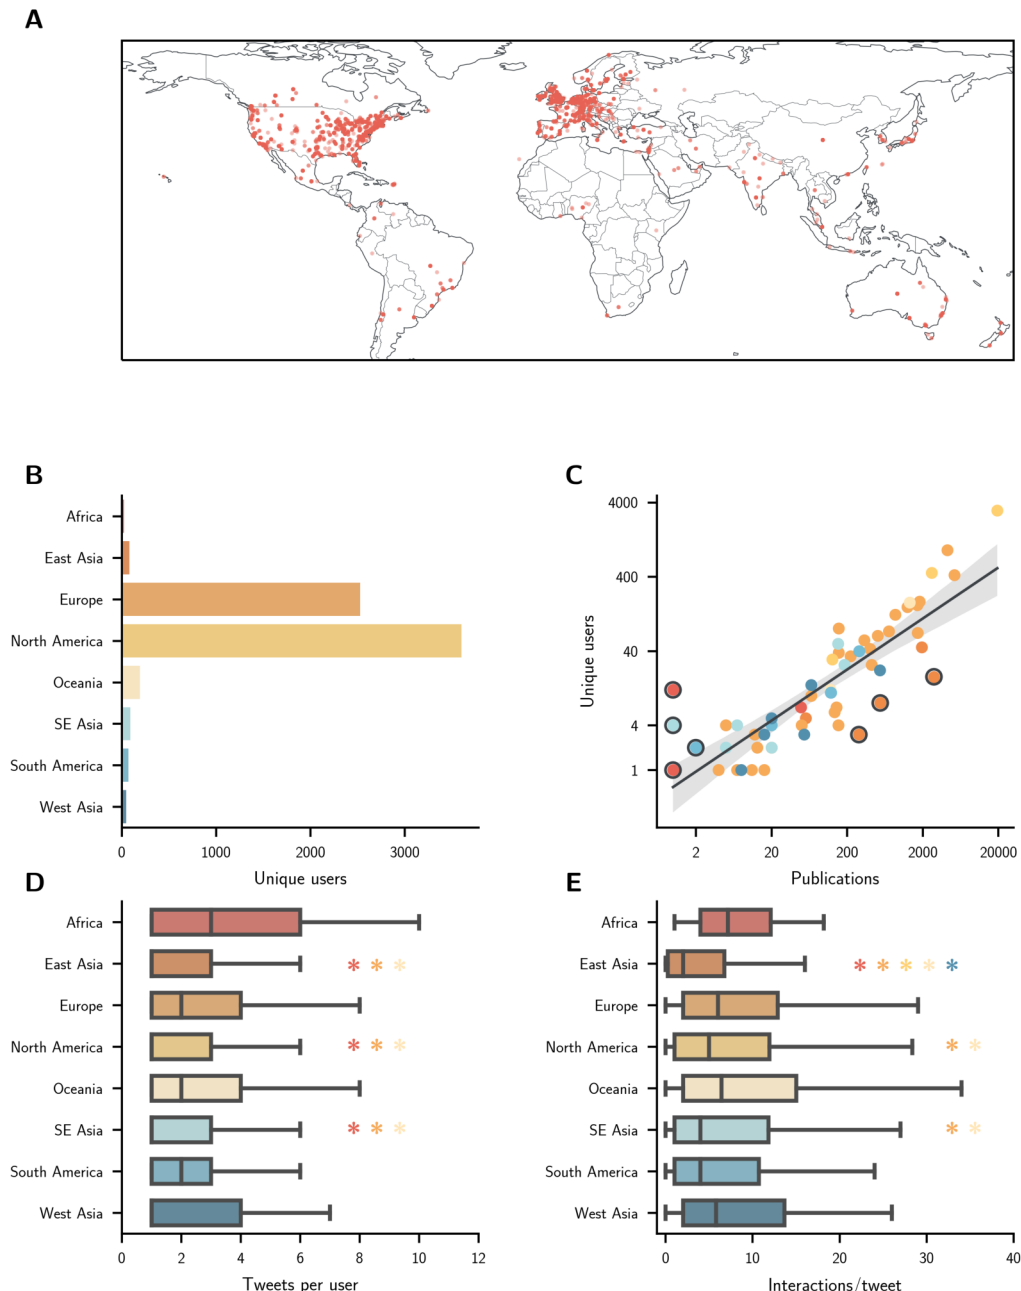 A
B
Africa
East Asia
Europe
North America
Oceania
SE Asia
South America
West Asia
0 1000 2000 3000
Unique users
C
4000
400
40
4
1
Unique users
2 20 200 2000 20000
Publications
D
Africa
East Asia * * *
Europe
North America * * *
Oceania
SE Asia * * *
South America
West Asia
0 2 4 6 8 10 12
Tweets per user
E
Africa
East Asia * * * * *
Europe
North America * *
Oceania
SE Asia * *
South America
West Asia
0 10 20 30 40
Interactions/tweet